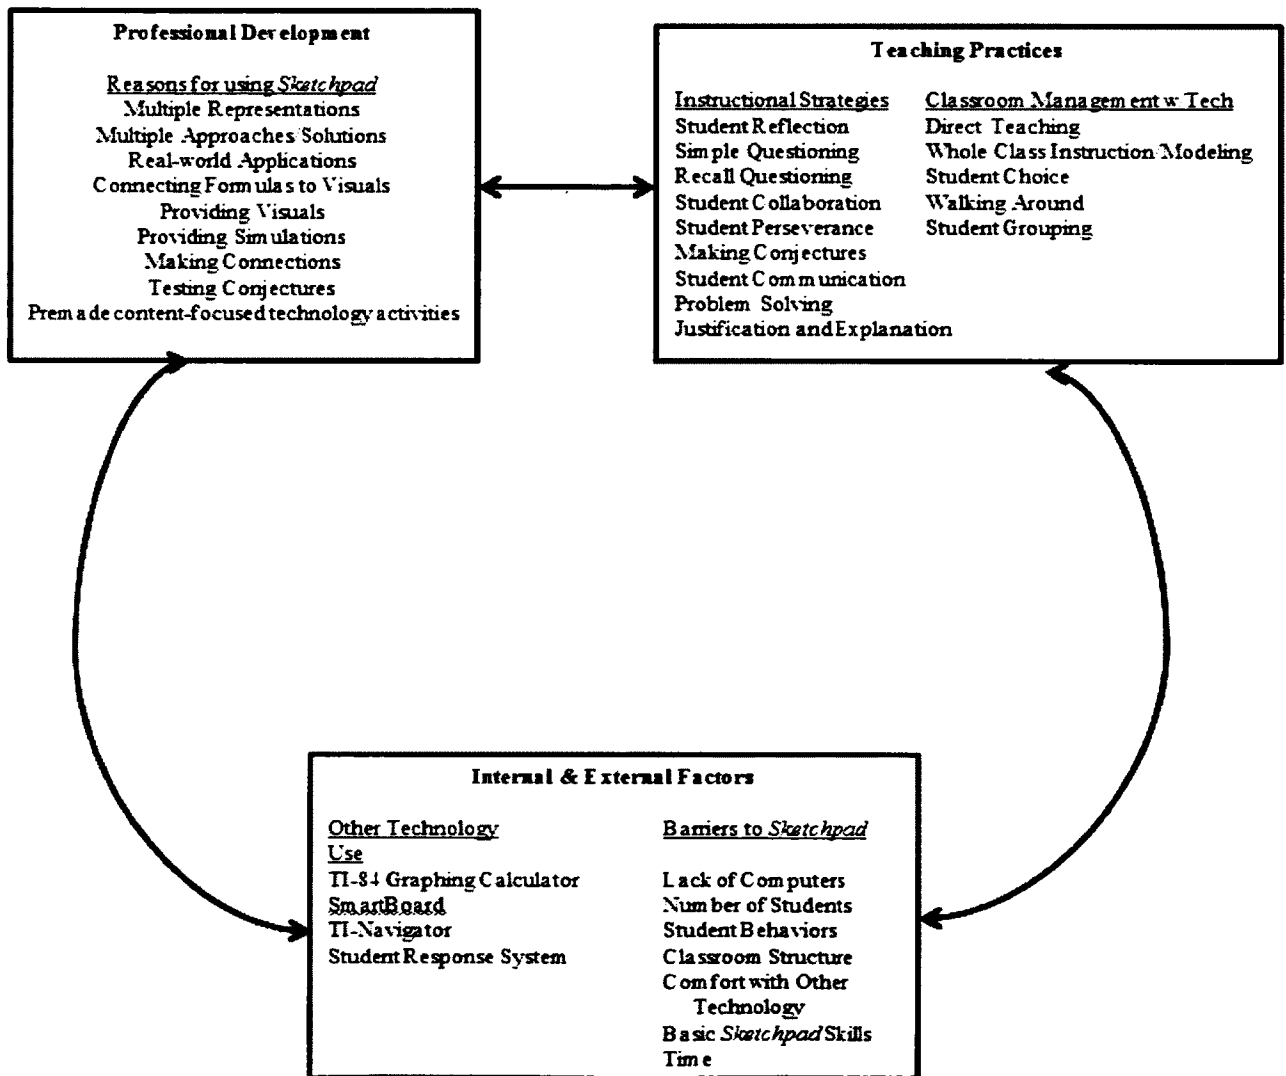 Professional Development
Reasons for using Sketchpad
Multiple Representations
Multiple Approaches/Solutions
Real-world Applications
Connecting Formulas to Visuals
Providing Visuals
Providing Simulations
Making Connections
Testing Conjectures
Premade content-focused technology activities
Teaching Practices
Instructional Strategies
Student Reflection
Simple Questioning
Recall Questioning
Student Collaboration
Student Perseverance
Making Conjectures
Student Communication
Problem Solving
Justification and Explanation
Classroom Management w/Tech
Direct Teaching
Whole Class Instruction/Modeling
Student Choice
Walking Around
Student Grouping
Internal & External Factors
Other Technology
Use
TI-84 Graphing Calculator
SmartBoard
TI-Navigator
Student Response System
Barriers to Sketchpad
Lack of Computers
Number of Students
Student Behaviors
Classroom Structure
Comfort with Other
Technology
Basic Sketchpad Skills
Time